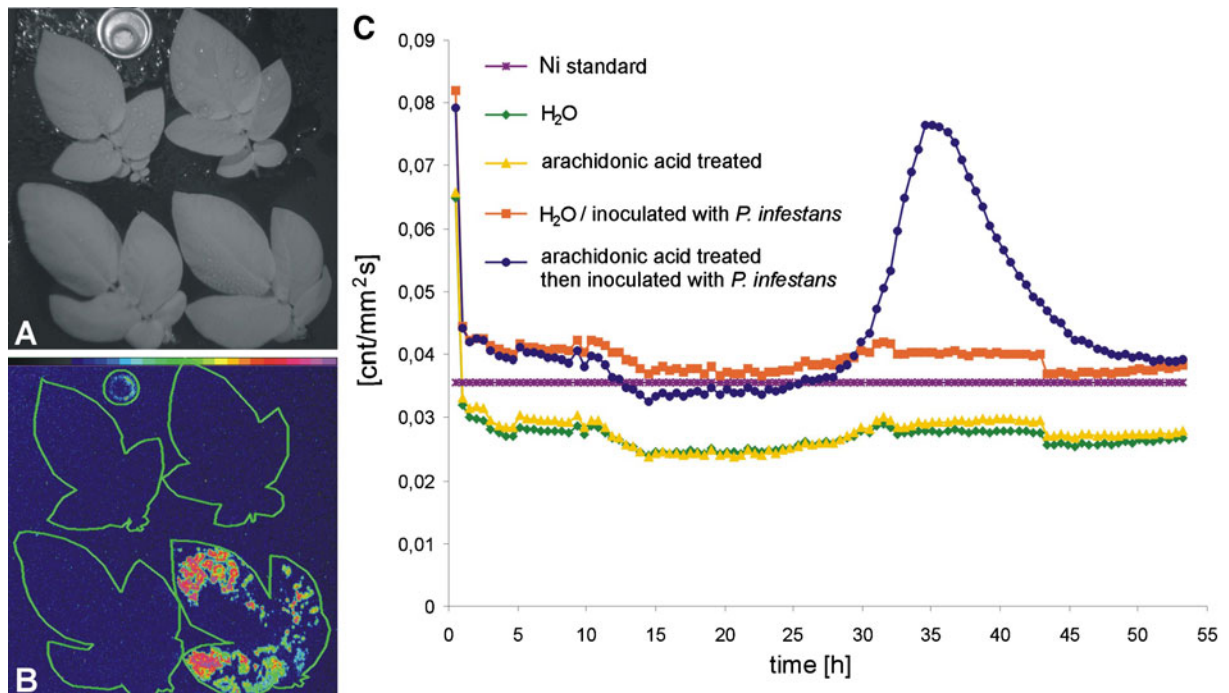 A
B
C
[cnt/mm²s]
0,09
0,08
0,07
0,06
0,05
0,04
0,03
0,02
0,01
0
Ni standard
H₂O
arachidonic acid treated
H₂O / inoculated with P. infestans
arachidonic acid treated
then inoculated with P. infestans
0 5 10 15 20 25 30 35 40 45 50 55
time [h]